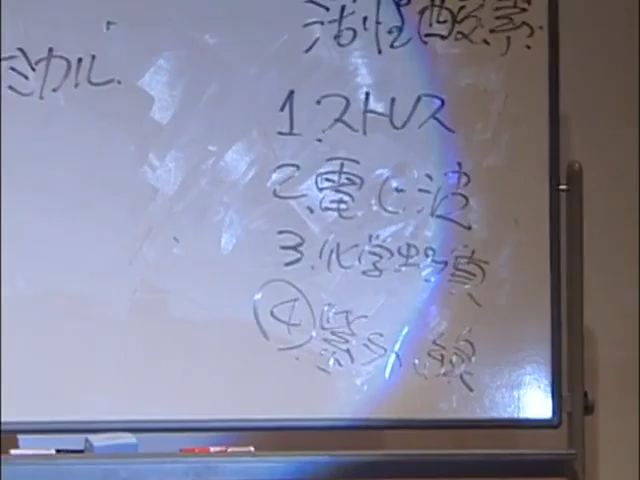 活性酸素
ミカル.
1.ストレス
2.電じ波
3.化学物質
④紫外線